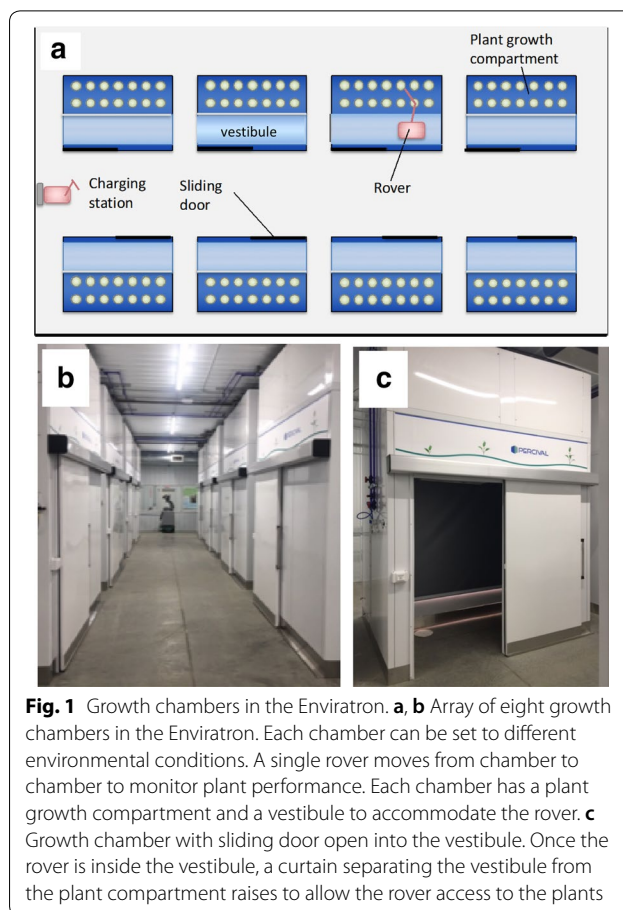 a
Plant growth
compartment
vestibule
Rover
Charging
station
Sliding
door
b
c
PERCIVAL
Fig. 1 Growth chambers in the Enviratron. a, b Array of eight growth
chambers in the Enviratron. Each chamber can be set to different
environmental conditions. A single rover moves from chamber to
chamber to monitor plant performance. Each chamber has a plant
growth compartment and a vestibule to accommodate the rover. c
Growth chamber with sliding door open into the vestibule. Once the
rover is inside the vestibule, a curtain separating the vestibule from
the plant compartment raises to allow the rover access to the plants